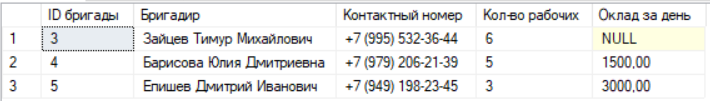 ID бригады Бригадир Контактный номер Кол-во рабочих Оклад за день
1 3 Зайцев Тимур Михайлович +7 (995) 532-36-44 6 NULL
2 4 Барисова Юлия Дмитриевна +7 (979) 206-21-39 5 1500,00
3 5 Епишев Дмитрий Иванович +7 (949) 198-23-45 3 3000,00